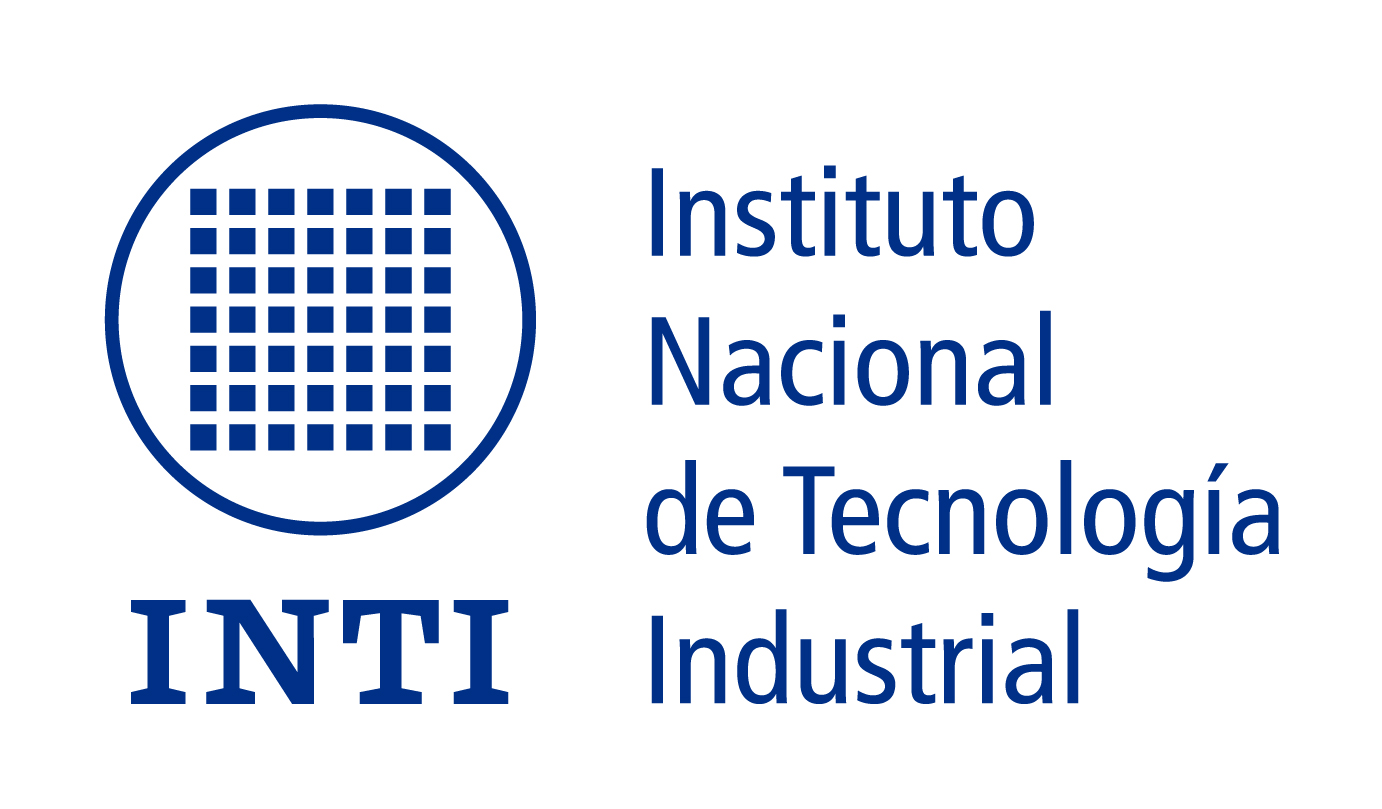 INTI
Instituto
Nacional
de Tecnología
Industrial